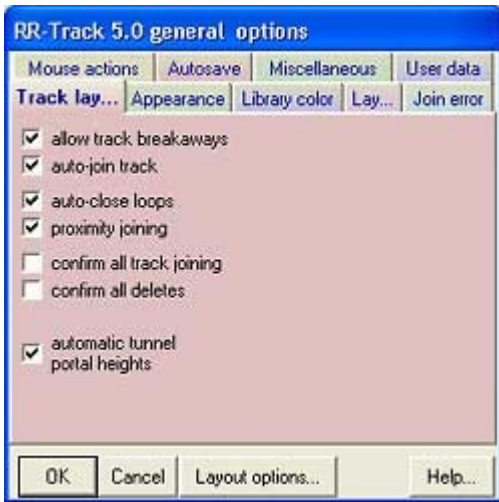 RR-Track 5.0 general options
Mouse actions Autosave Miscellaneous User data
Track lay... Appearance Library color Lay... Join error
allow track breakaways
auto-join track
auto-close loops
proximity joining
confirm all track joining
confirm all deletes
automatic tunnel
portal heights
OK Cancel Layout options... Help...